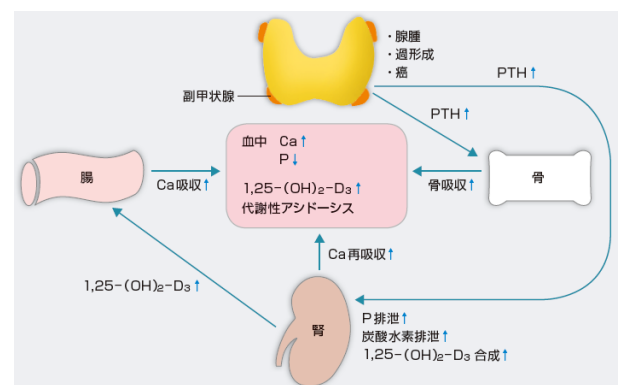 ・腺腫
・過形成
・癌
PTH↑
副甲状腺
PTH↑
血中 Ca↑
P↓
1,25-(OH)₂-D₃↑
代謝性アシドーシス
腸
Ca吸収↑
骨吸収↑
骨
Ca再吸収↑
1,25-(OH)₂-D₃↑
腎
P排泄↑
炭酸水素排泄↑
1,25-(OH)₂-D₃合成↑